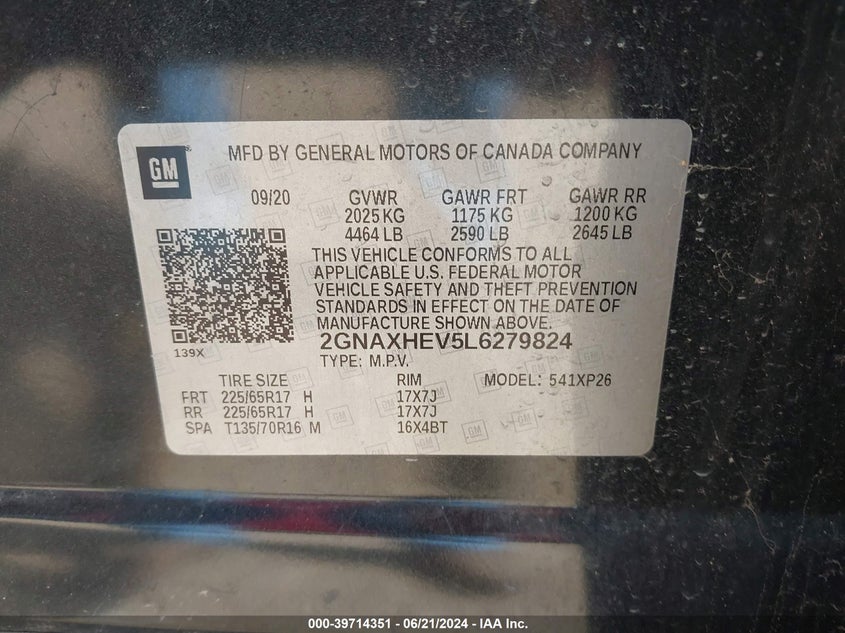 GM
MFD BY GENERAL MOTORS OF CANADA COMPANY
09/20 GVWR GAWR FRT GAWR RR
2025 KG 1175 KG 1200 KG
4464 LB 2590 LB 2645 LB
THIS VEHICLE CONFORMS TO ALL
APPLICABLE U.S. FEDERAL MOTOR
VEHICLE SAFETY AND THEFT PREVENTION
STANDARDS IN EFFECT ON THE DATE OF
MANUFACTURE SHOWN ABOVE.
139X
2GNAXHEV5L6279824
TYPE: M.P.V.
TIRE SIZE RIM MODEL: 541XP26
FRT 225/65R17 H 17X7J
RR 225/65R17 H 17X7J
SPA T135/70R16 M 16X4BT
000-39714351 - 06/21/2024 - IAA Inc.